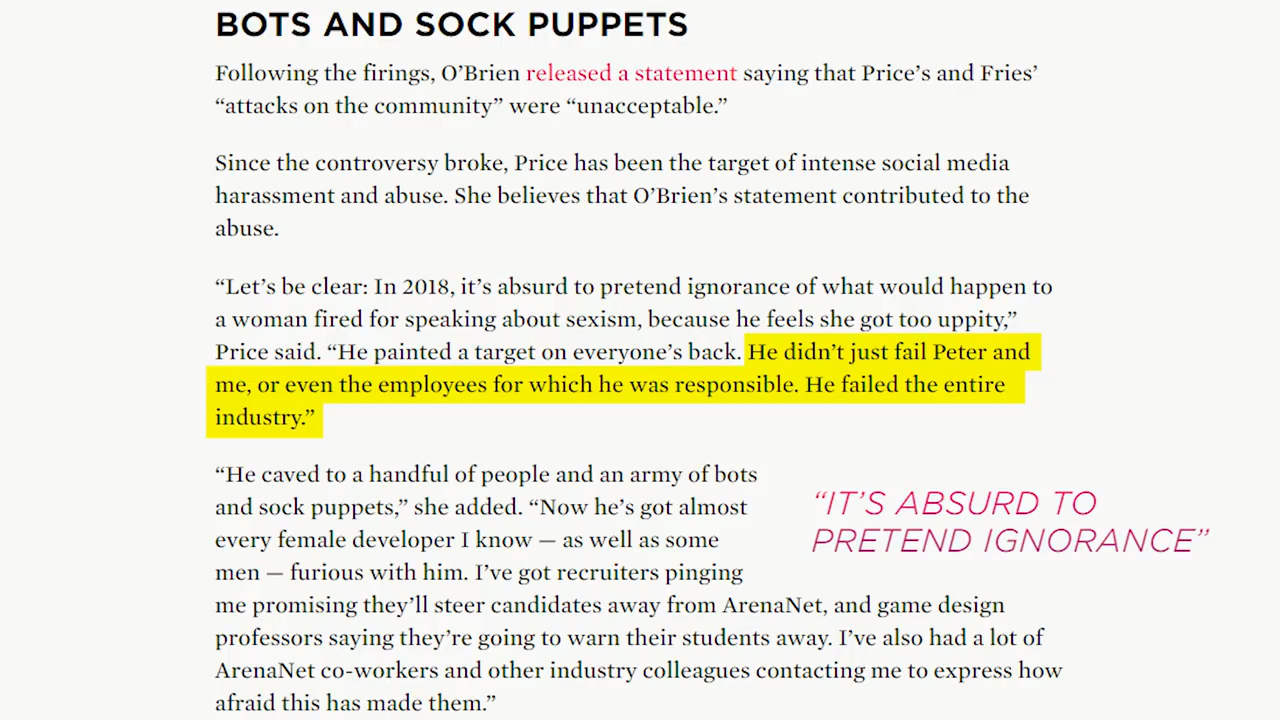 BOTS AND SOCK PUPPETS
Following the firings, O’Brien released a statement saying that Price’s and Fries’
“attacks on the community” were “unacceptable.”
Since the controversy broke, Price has been the target of intense social media
harassment and abuse. She believes that O’Brien’s statement contributed to the
abuse.
“Let’s be clear: In 2018, it’s absurd to pretend ignorance of what would happen to
a woman fired for speaking about sexism, because he feels she got too uppity,”
Price said. “He painted a target on everyone’s back. He didn’t just fail Peter and
me, or even the employees for which he was responsible. He failed the entire
industry.”
“He caved to a handful of people and an army of bots
and sock puppets,” she added. “Now he’s got almost
every female developer I know — as well as some
men — furious with him. I’ve got recruiters pinging
me promising they’ll steer candidates away from ArenaNet, and game design
professors saying they’re going to warn their students away. I’ve also had a lot of
ArenaNet co-workers and other industry colleagues contacting me to express how
afraid this has made them.”
“IT’S ABSURD TO
PRETEND IGNORANCE”